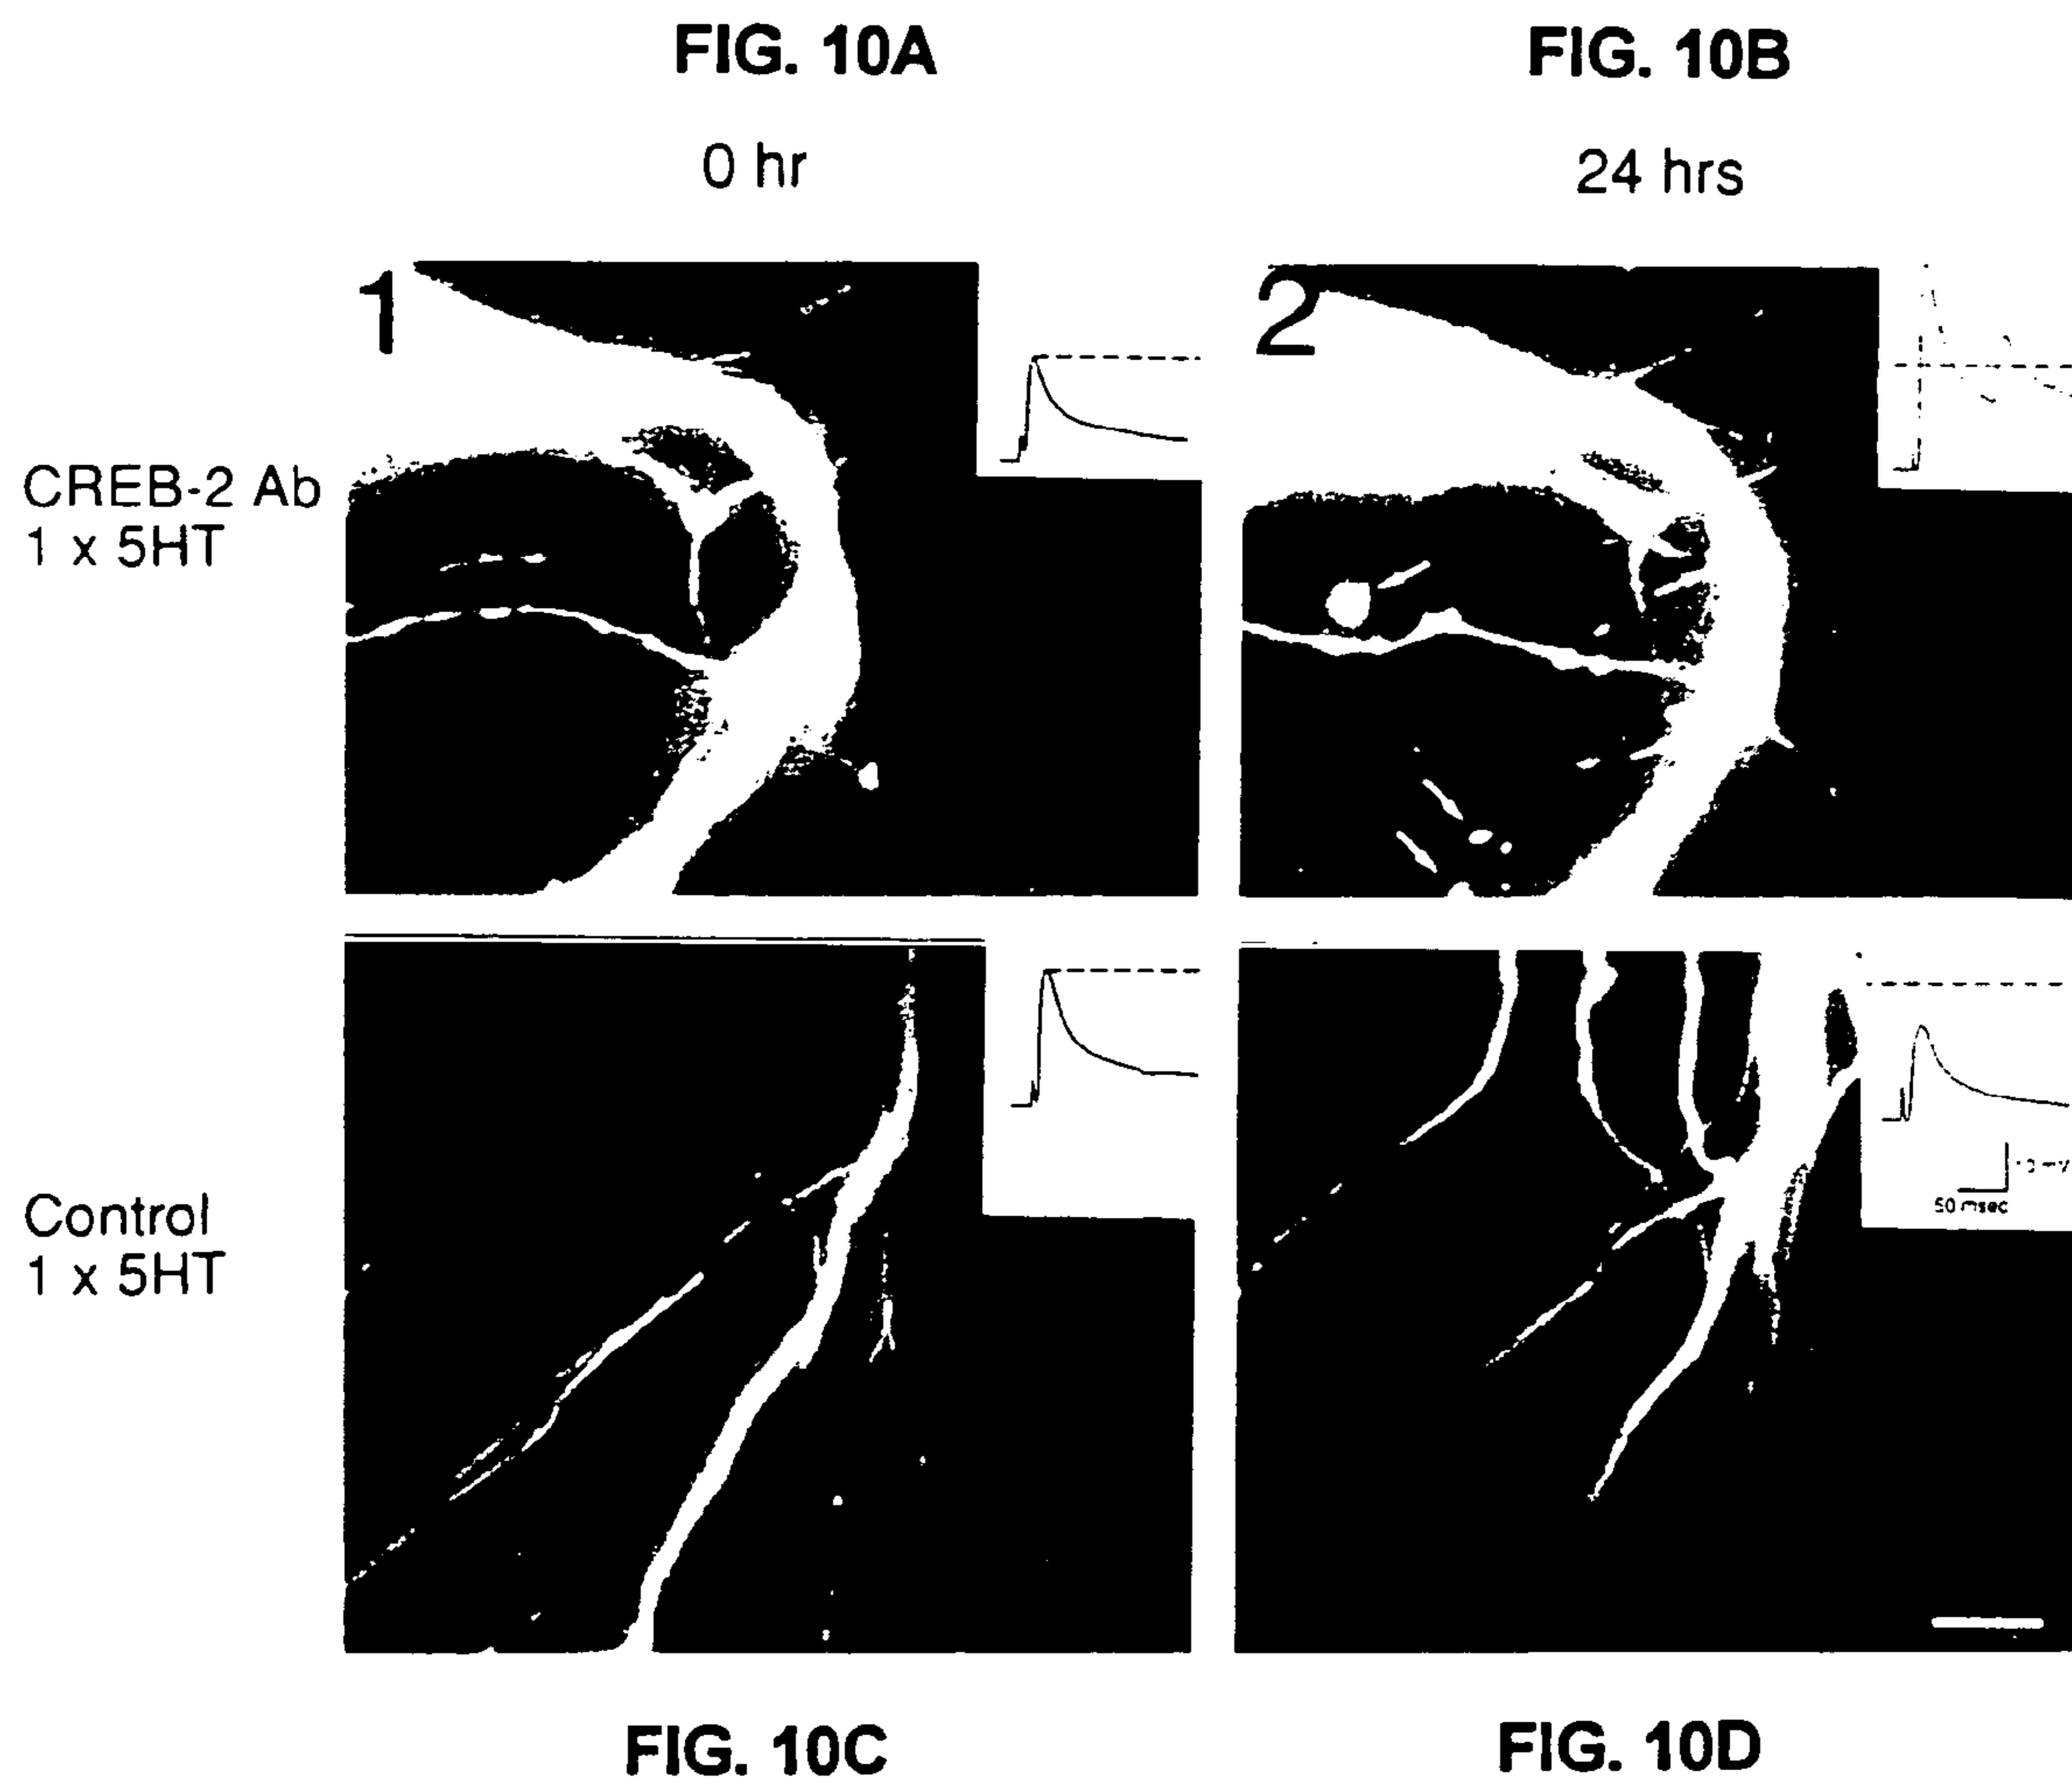 FIG. 10A
FIG. 10B
0 hr
24 hrs
1
2
CREB-2 Ab
1 x 5HT
Control
1 x 5HT
50 msec
FIG. 10C
FIG. 10D